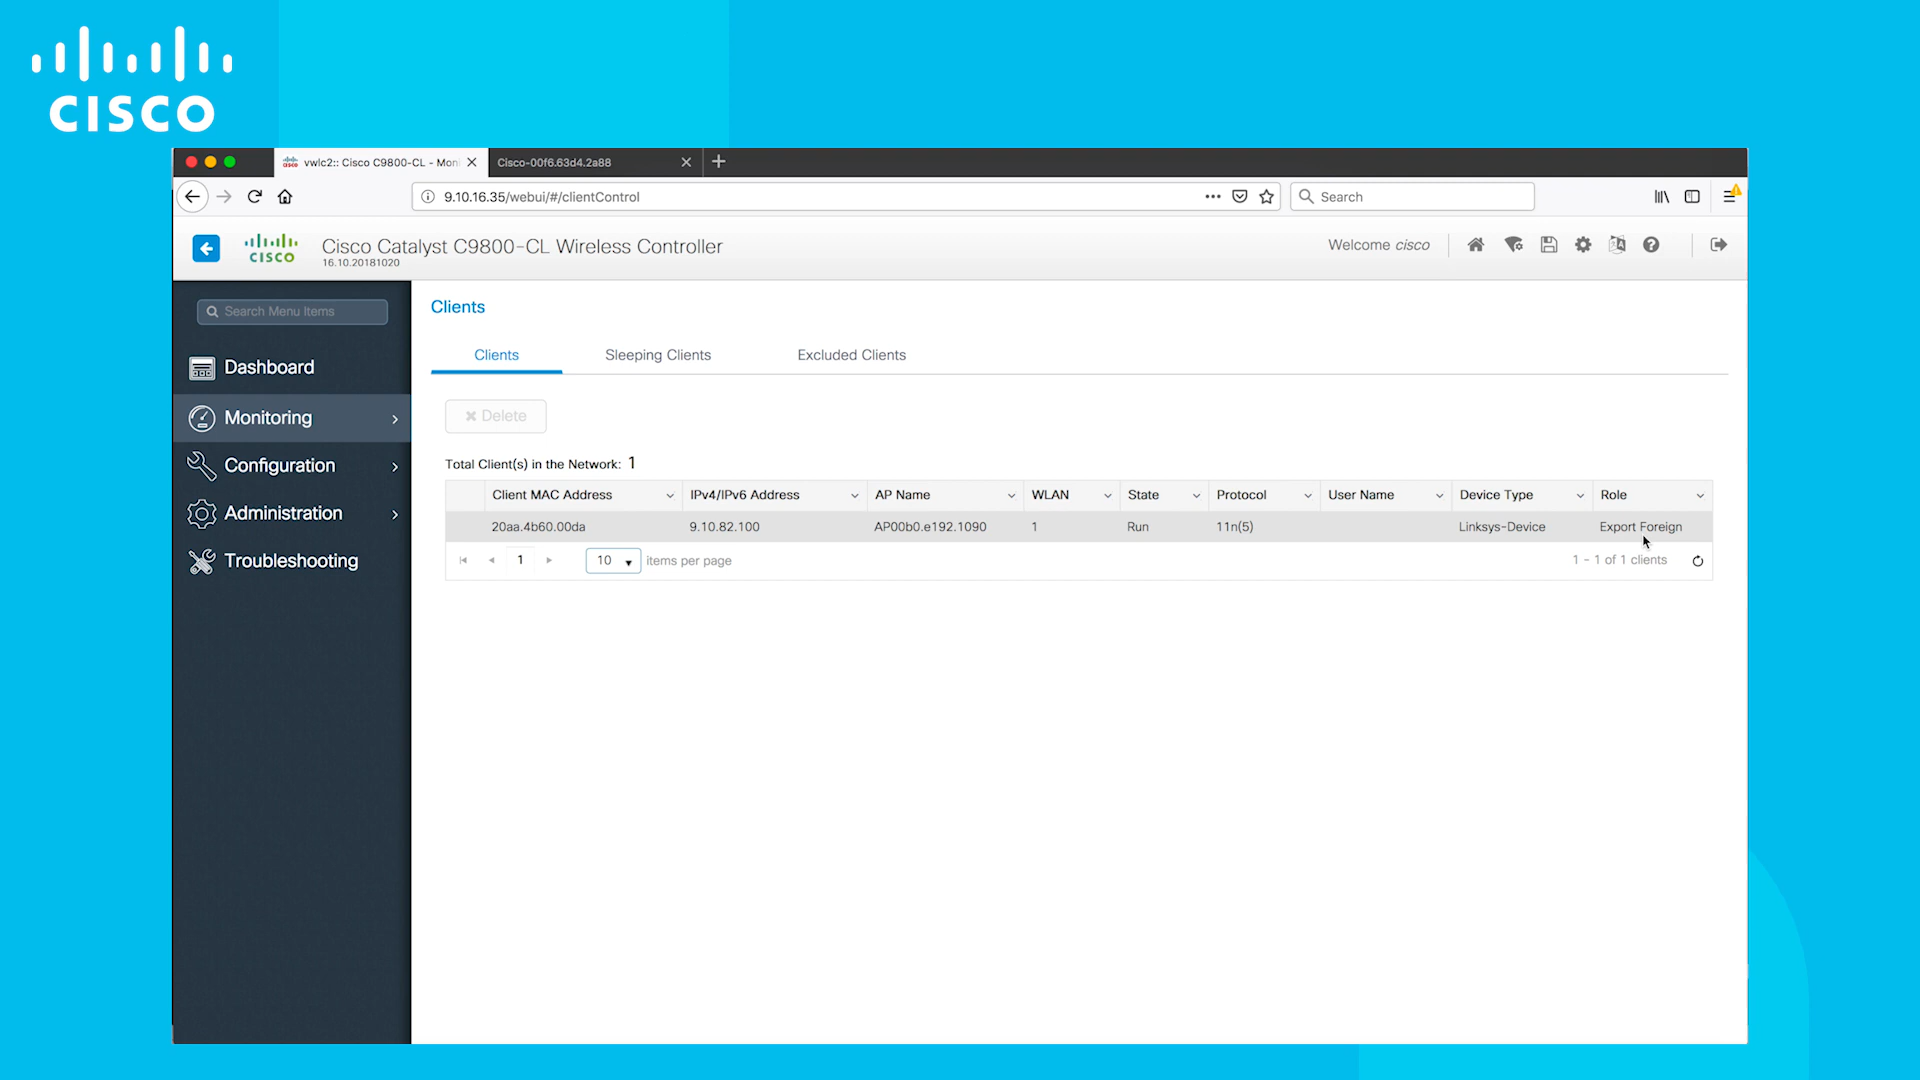 CISCO
vwlc2:: Cisco C9800-CL - Moni
Cisco-00f6.63d4.2a88
9.10.16.35/webui/#/clientControl
Search
CISCO
Cisco Catalyst C9800-CL Wireless Controller
16.10.20181020
Welcome cisco
Search Menu Items
Dashboard
Monitoring
Configuration
Administration
Troubleshooting
Clients
Clients Sleeping Clients Excluded Clients
Delete
Total Client(s) in the Network: 1
Client MAC Address IPv4/IPv6 Address AP Name WLAN State Protocol User Name Device Type Role
20aa.4b60.00da 9.10.82.100 AP00b0.e192.1090 1 Run 11n(5) Linksys-Device Export Foreign
1 10 items per page 1 - 1 of 1 clients